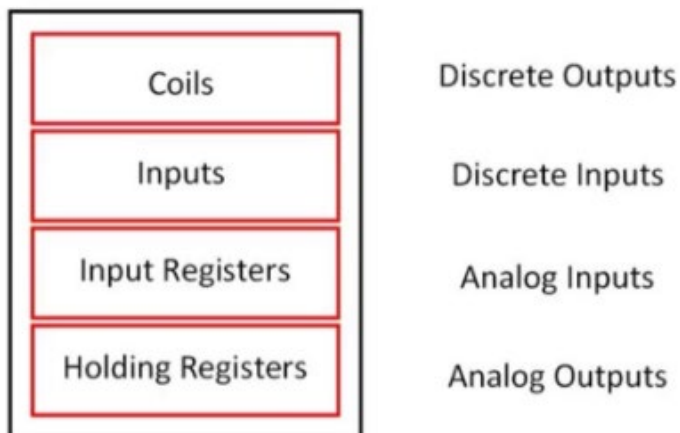 Coils
Discrete Outputs
Inputs
Discrete Inputs
Input Registers
Analog Inputs
Holding Registers
Analog Outputs